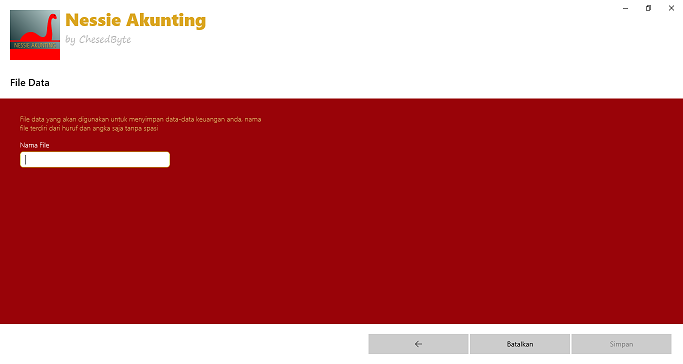 Nessie Akunting
by ChesedByte
NESSIE AKUNTING
File Data
File data yang akan digunakan untuk menyimpan data-data keuangan anda, nama
file terdiri dari huruf dan angka saja tanpa spasi
Nama File
Batalkan
Simpan